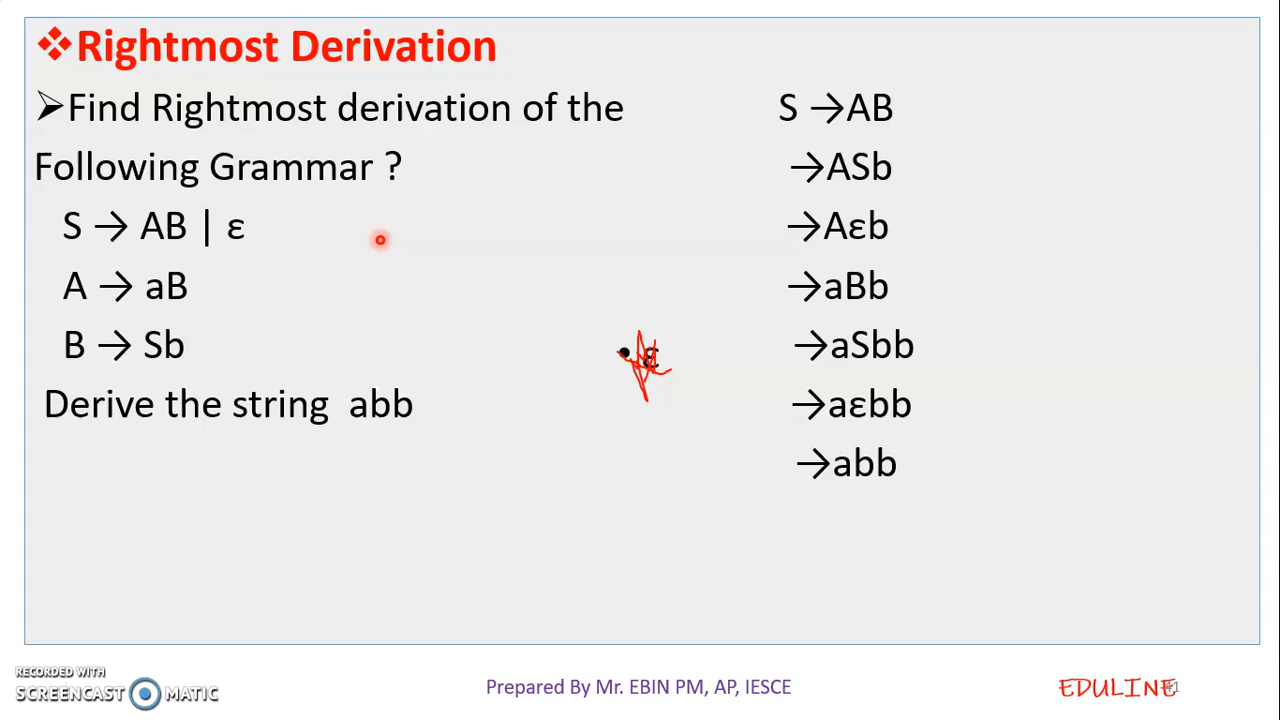 ❖Rightmost Derivation
➢Find Rightmost derivation of the
Following Grammar ?
S → AB | ε
A → aB
B → Sb
Derive the string abb
• ε
S →AB
→ASb
→Aεb
→aBb
→aSbb
→aεbb
→abb
RECORDED WITH
SCREENCAST MATIC
Prepared By Mr. EBIN PM, AP, IESCE
EDULINE
41